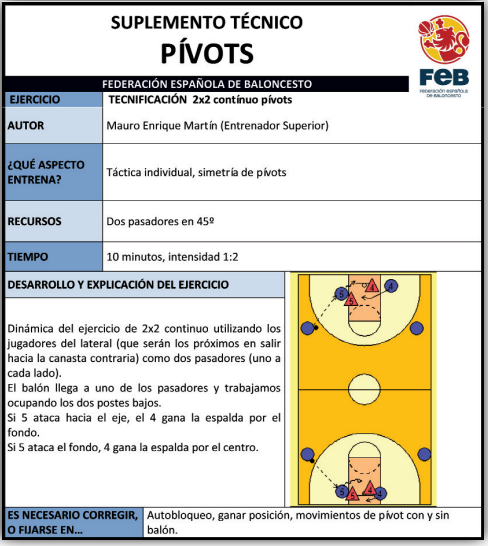 SUPLEMENTO TÉCNICO
PÍVOTS
FeB
FEDERACIÓN ESPAÑOLA
DE BALONCESTO
FEDERACIÓN ESPAÑOLA DE BALONCESTO
EJERCICIO TECNIFICACIÓN 2x2 contínuo pívots
AUTOR Mauro Enrique Martín (Entrenador Superior)
¿QUÉ ASPECTO
ENTRENA? Táctica individual, simetría de pívots
RECURSOS Dos pasadores en 45º
TIEMPO 10 minutos, intensidad 1:2
DESARROLLO Y EXPLICACIÓN DEL EJERCICIO
Dinámica del ejercicio de 2x2 continuo utilizando los
jugadores del lateral (que serán los próximos en salir
hacia la canasta contraria) como dos pasadores (uno a
cada lado).
El balón llega a uno de los pasadores y trabajamos
ocupando los dos postes bajos.
Si 5 ataca hacia el eje, el 4 gana la espalda por el
fondo.
Si 5 ataca el fondo, 4 gana la espalda por el centro.
5 4 4
5
4
5 5 4
ES NECESARIO CORREGIR, Autobloqueo, ganar posición, movimientos de pívot con y sin
O FIJARSE EN... balón.